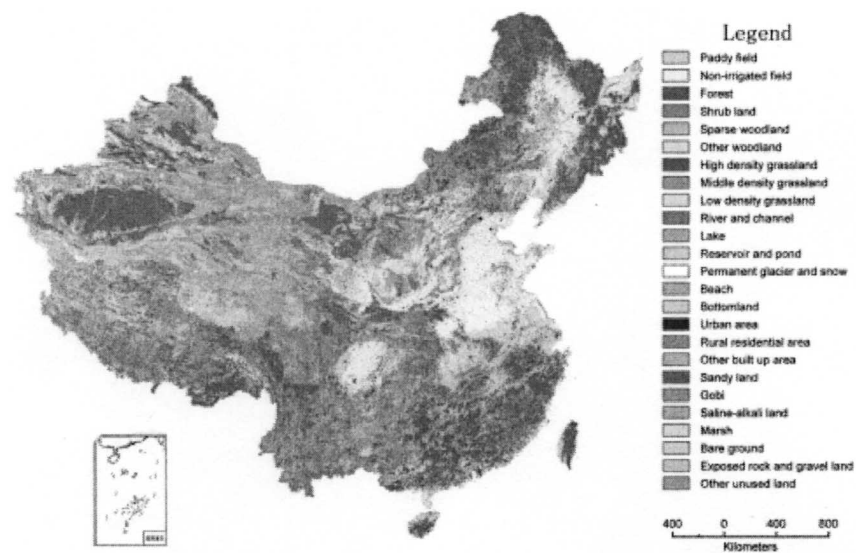 Legend
Paddy field
Non-irrigated field
Forest
Shrub land
Sparse woodland
Other woodland
High density grassland
Middle density grassland
Low density grassland
River and channel
Lake
Reservoir and pond
Permanent glacier and snow
Beach
Bottomland
Urban area
Rural residential area
Other built up area
Sandy land
Gobi
Saline-alkali land
Marsh
Bare ground
Exposed rock and gravel land
Other unused land
400 0 400 800
Kilometers